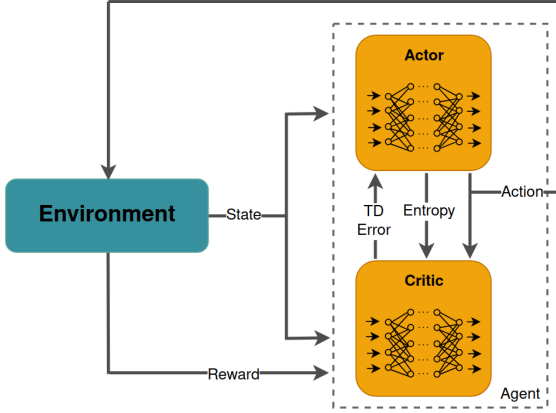 Actor
Environment
State
TD
Error
Entropy
Action
Critic
Reward
Agent